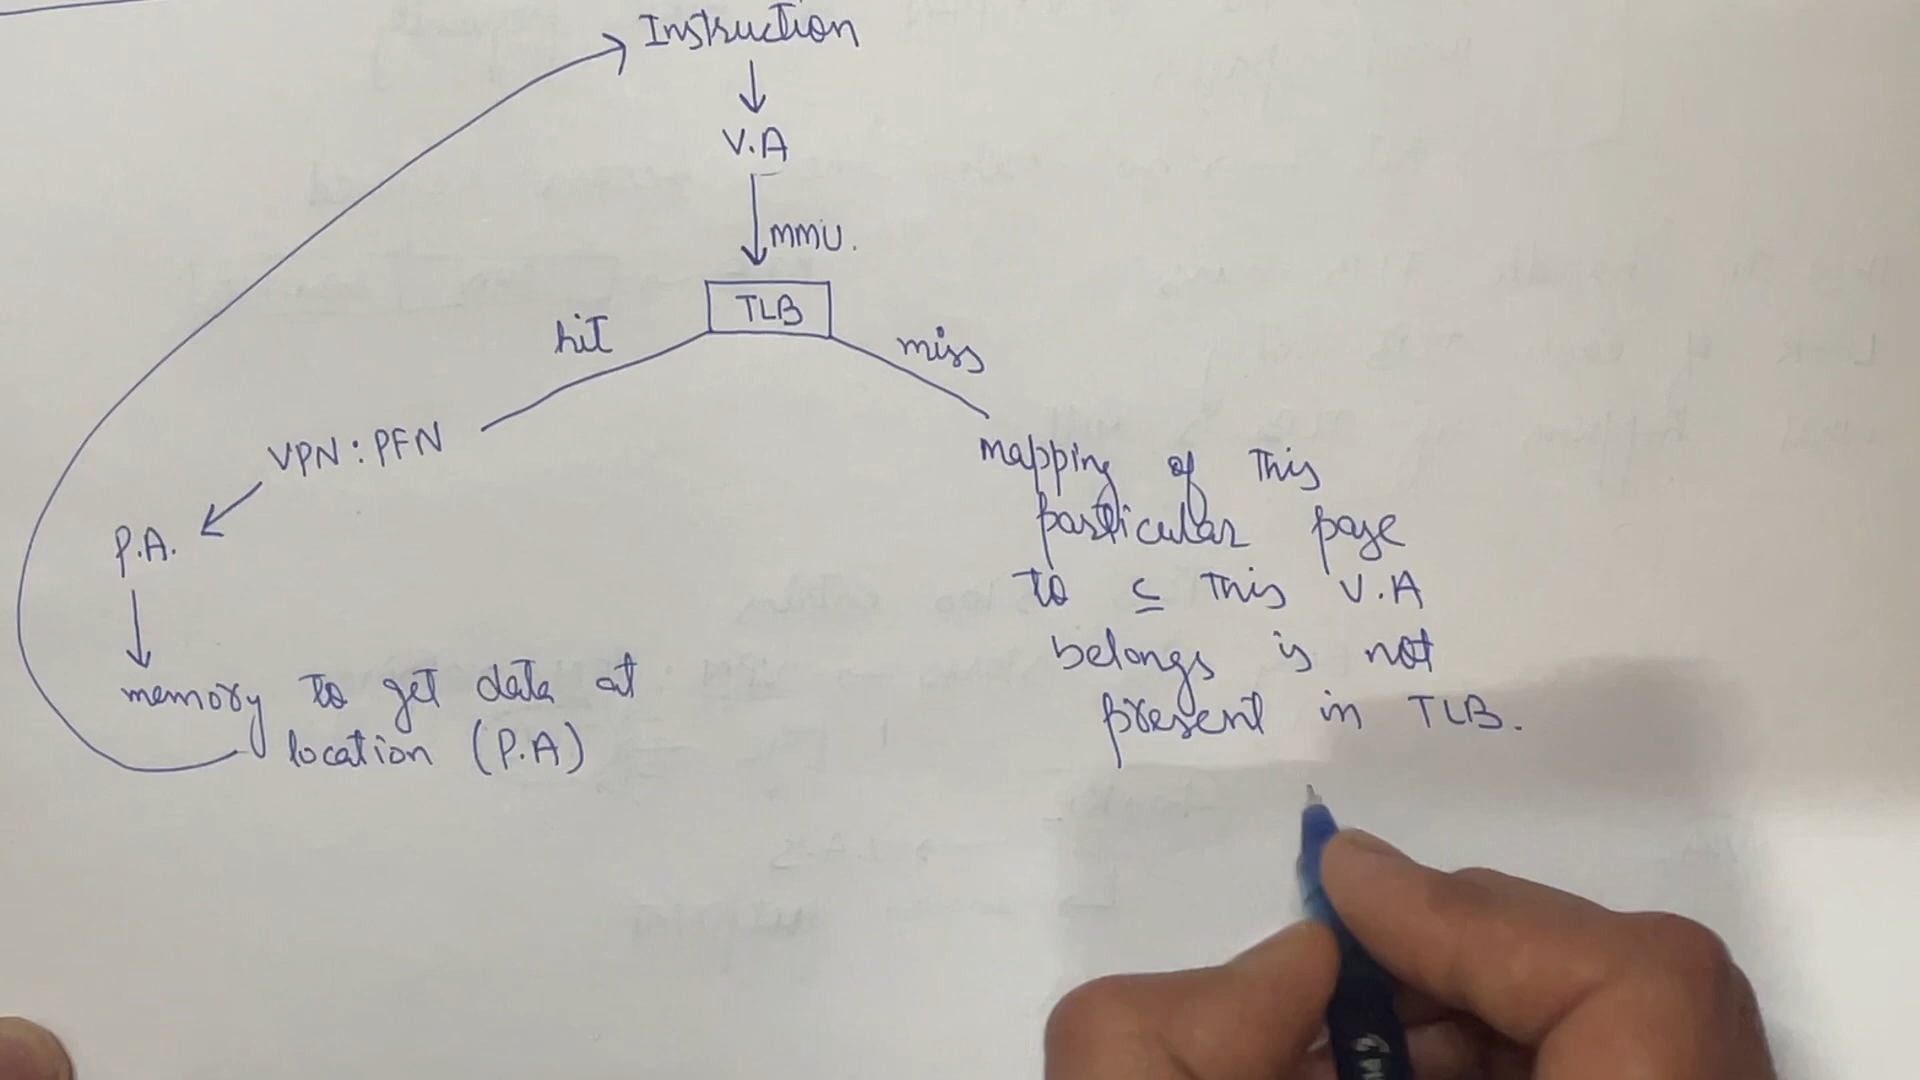 Instruction
V.A
MMU.
TLB
hit
miss
VPN : PFN
P.A.
memory to get data at
location (P.A)
mapping of this
particular page
to ⊆ this V.A
belongs is not
present in TLB.